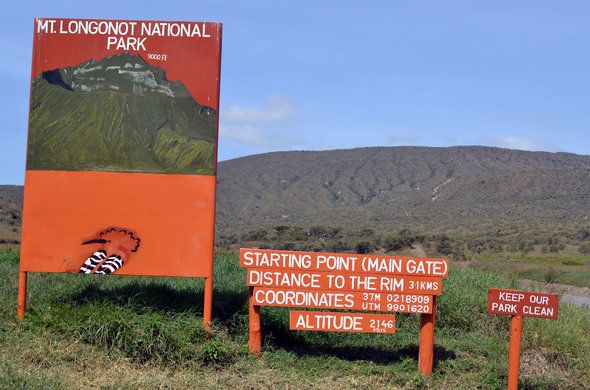 MT. LONGONOT NATIONAL
PARK
9000 Ft
STARTING POINT (MAIN GATE)
DISTANCE TO THE RIM 3·1KMS
COORDINATES 37M 0218909
UTM 9901620
ALTITUDE 2146
Mtrs
KEEP OUR
PARK CLEAN